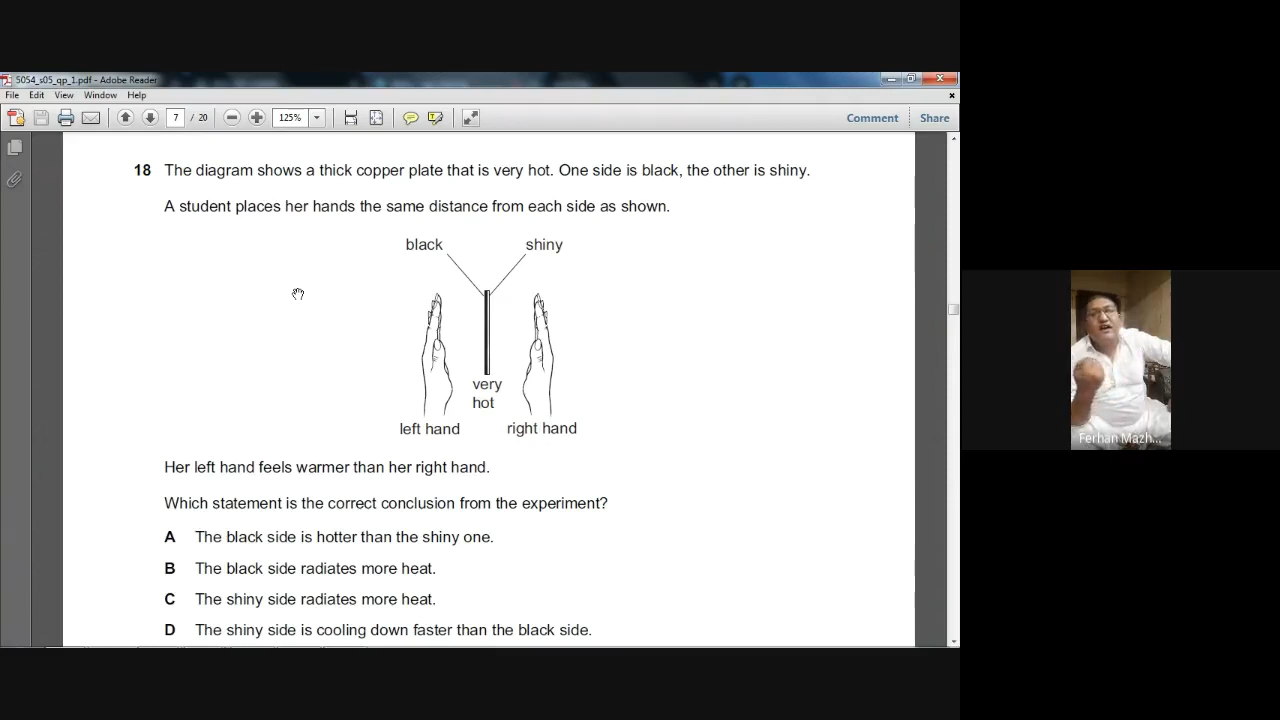 5054_s05_qp_1.pdf - Adobe Reader
File Edit View Window Help
7 / 20 125% Comment Share
18 The diagram shows a thick copper plate that is very hot. One side is black, the other is shiny.
A student places her hands the same distance from each side as shown.
black shiny
very
hot
left hand right hand
Her left hand feels warmer than her right hand.
Which statement is the correct conclusion from the experiment?
A The black side is hotter than the shiny one.
B The black side radiates more heat.
C The shiny side radiates more heat.
D The shiny side is cooling down faster than the black side.
Ferhan Mazh...